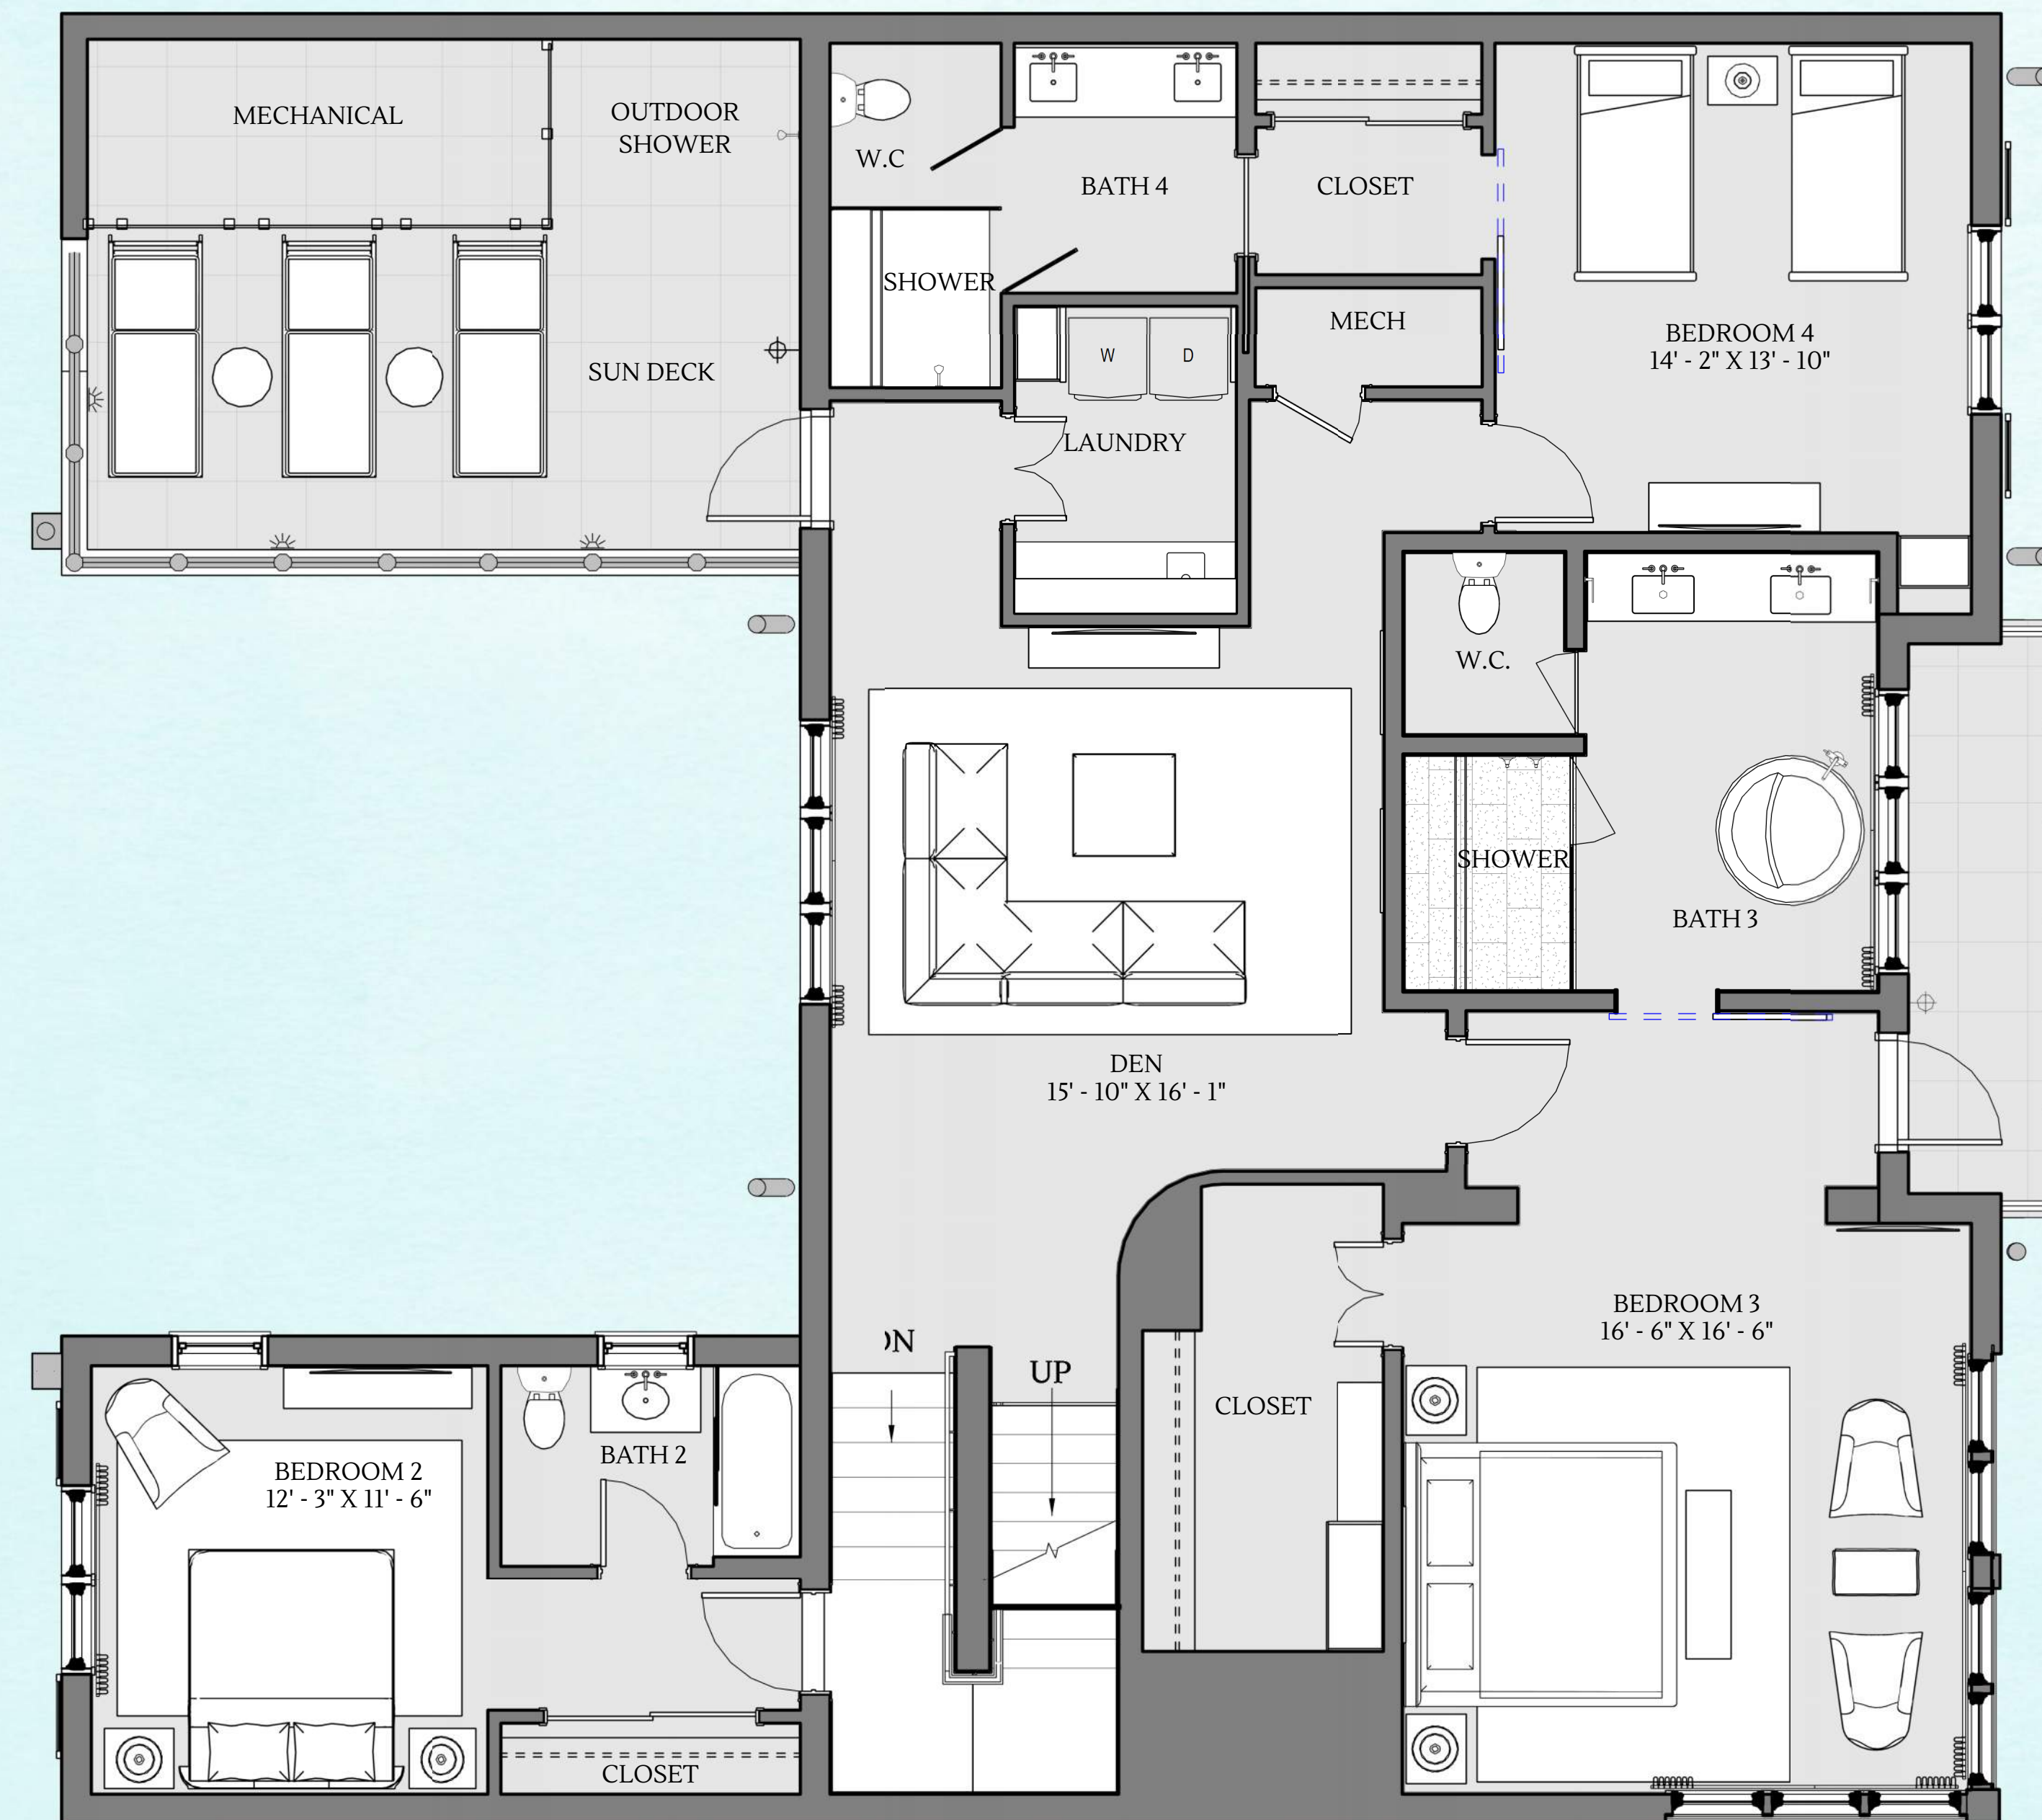 MECHANICAL
OUTDOOR
SHOWER
W.C
BATH 4
CLOSET
SHOWER
MECH
BEDROOM 4
14' - 2" X 13' - 10"
SUN DECK
W
D
LAUNDRY
W.C.
SHOWER
BATH 3
DEN
15' - 10" X 16' - 1"
BEDROOM 3
16' - 6" X 16' - 6"
UP
CLOSET
BATH 2
BEDROOM 2
12' - 3" X 11' - 6"
CLOSET